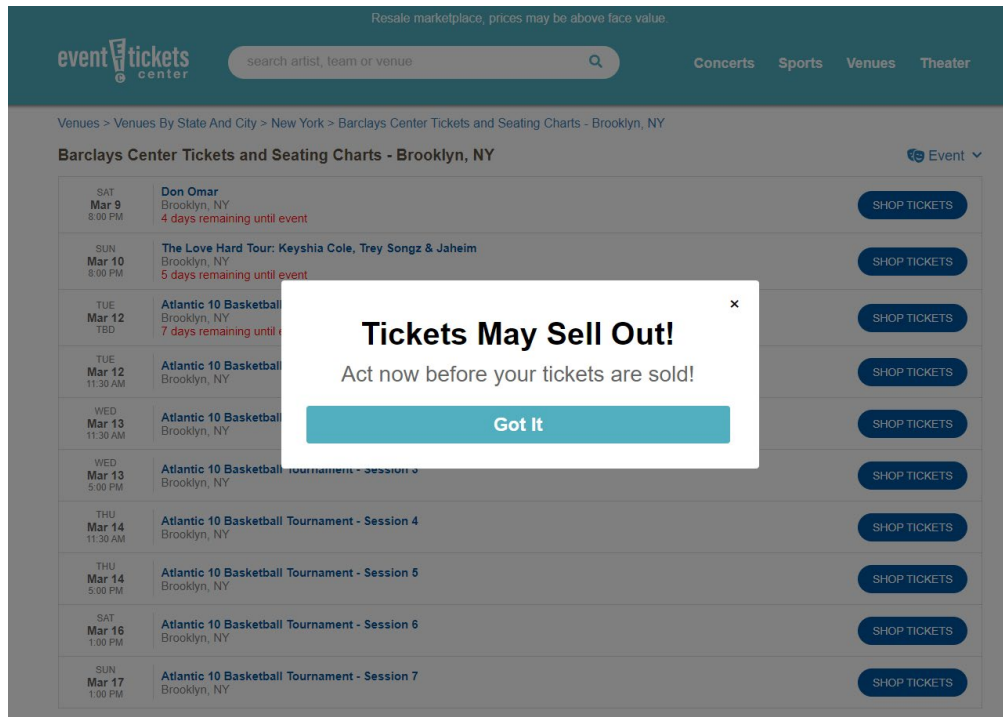 Resale marketplace, prices may be above face value.
event tickets
center
search artist, team or venue
Concerts Sports Venues Theater
Venues > Venues By State And City > New York > Barclays Center Tickets and Seating Charts - Brooklyn, NY
Barclays Center Tickets and Seating Charts - Brooklyn, NY
Event
SAT
Mar 9
8:00 PM
Don Omar
Brooklyn, NY
4 days remaining until event
SHOP TICKETS
SUN
Mar 10
8:00 PM
The Love Hard Tour: Keyshia Cole, Trey Songz & Jaheim
Brooklyn, NY
5 days remaining until event
SHOP TICKETS
TUE
Mar 12
TBD
Atlantic 10 Basketball
Brooklyn, NY
7 days remaining until
SHOP TICKETS
TUE
Mar 12
11:30 AM
Atlantic 10 Basketball
Brooklyn, NY
SHOP TICKETS
WED
Mar 13
11:30 AM
Atlantic 10 Basketball
Brooklyn, NY
SHOP TICKETS
WED
Mar 13
5:00 PM
Atlantic 10 Basketball Tournament - Session 3
Brooklyn, NY
SHOP TICKETS
THU
Mar 14
11:30 AM
Atlantic 10 Basketball Tournament - Session 4
Brooklyn, NY
SHOP TICKETS
THU
Mar 14
5:00 PM
Atlantic 10 Basketball Tournament - Session 5
Brooklyn, NY
SHOP TICKETS
SAT
Mar 16
1:00 PM
Atlantic 10 Basketball Tournament - Session 6
Brooklyn, NY
SHOP TICKETS
SUN
Mar 17
1:00 PM
Atlantic 10 Basketball Tournament - Session 7
Brooklyn, NY
SHOP TICKETS
×
Tickets May Sell Out!
Act now before your tickets are sold!
Got It